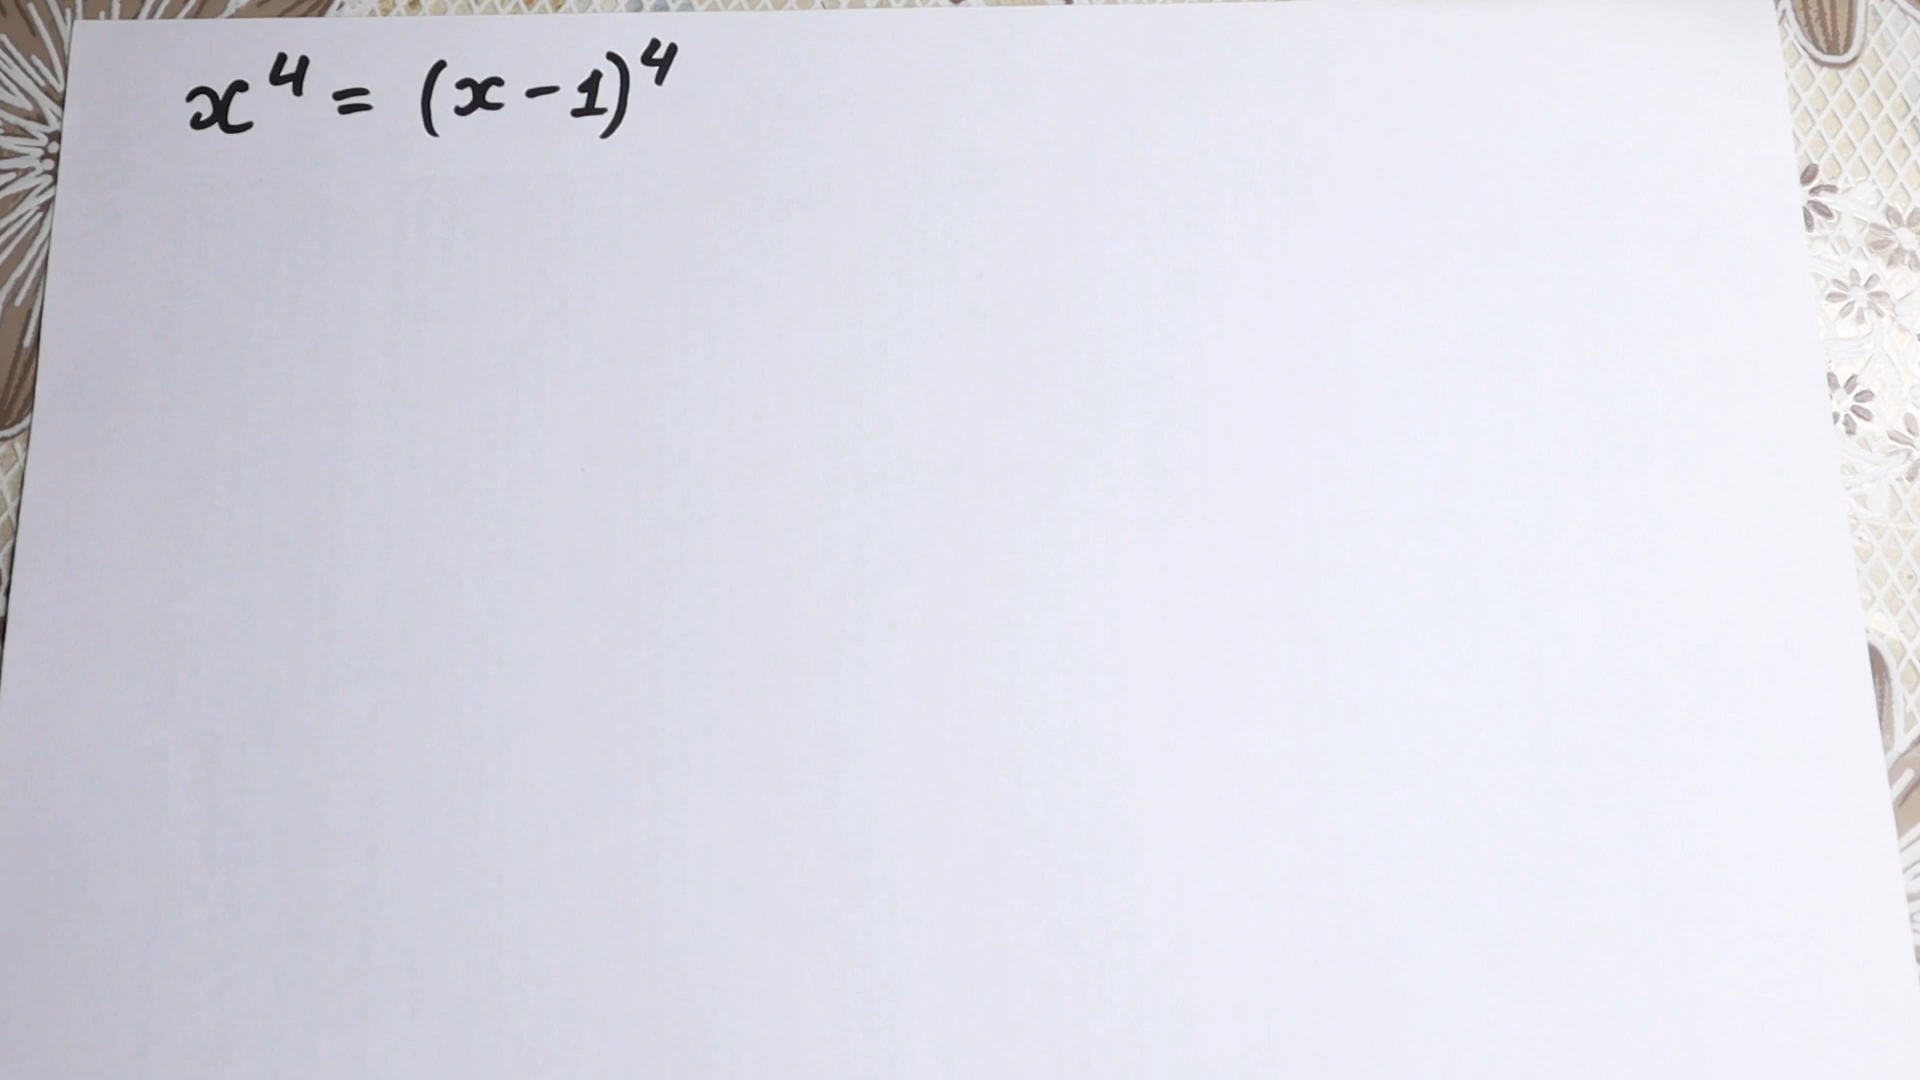 x⁴ = (x - 1)⁴